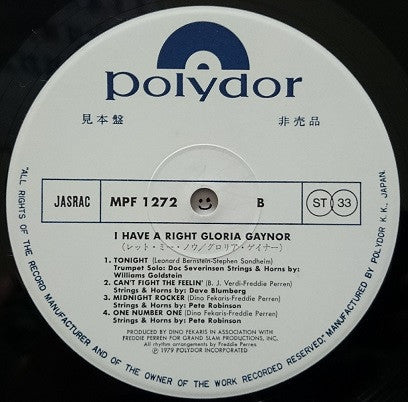 polydor
見本盤 非売品
JASRAC MPF 1272 B ST 33
I HAVE A RIGHT GLORIA GAYNOR
(レット・ミー・ノウ/グロリア・ゲイナー)
1. TONIGHT (Leonard Bernstein-Stephen Sondheim)
Trumpet Solo: Doc Severinsen Strings & Horns by:
Williams Goldstein
2. CAN'T FIGHT THE FEELIN' (B. J. Verdi-Freddie Perren)
Strings & Horns by: Dave Blumberg
3. MIDNIGHT ROCKER (Dino Fekaris-Freddie Perren)
Strings & Horns by: Pete Robinson
4. ONE NUMBER ONE (Dino Fekaris-Freddie Perren)
Strings & Horns by: Pete Robinson
PRODUCED BY DINO FEKARIS IN ASSOCIATION WITH
FREDDIE PERREN FOR GRAND SLAM PRODUCTIONS, INC.
All rhythm arrangements by Freddie Perren
Ⓟ 1979 POLYDOR INCORPORATED
"ALL RIGHTS OF THE RECORD MANUFACTURER AND OF THE OWNER OF THE WORK RECORDED RESERVED." MANUFACTURED BY POLYDOR K. K., JAPAN.